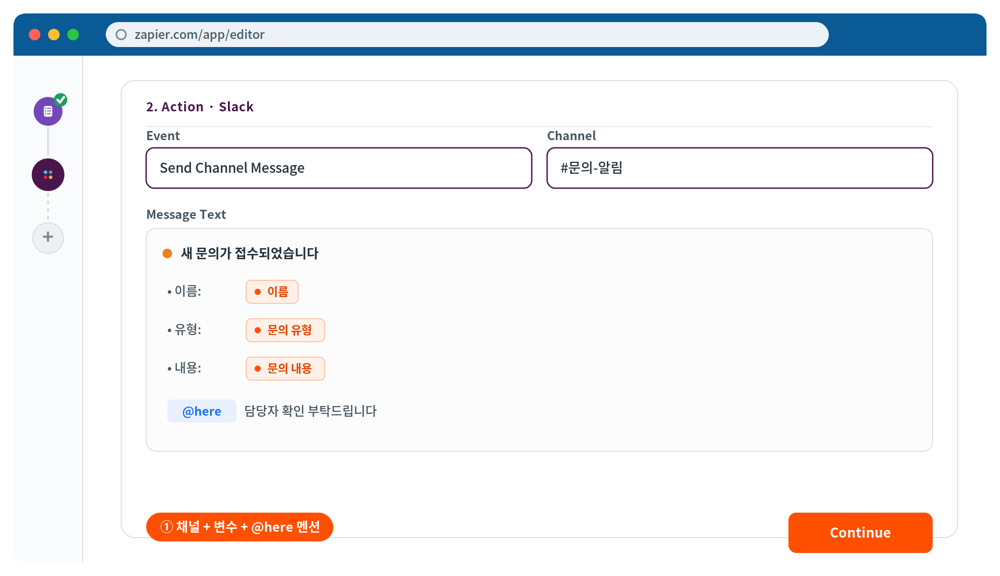 zapier.com/app/editor
2. Action · Slack
Event
Channel
Send Channel Message
#문의-알림
Message Text
새 문의가 접수되었습니다
• 이름: 이름
• 유형: 문의 유형
• 내용: 문의 내용
@here 담당자 확인 부탁드립니다
① 채널 + 변수 + @here 멘션
Continue